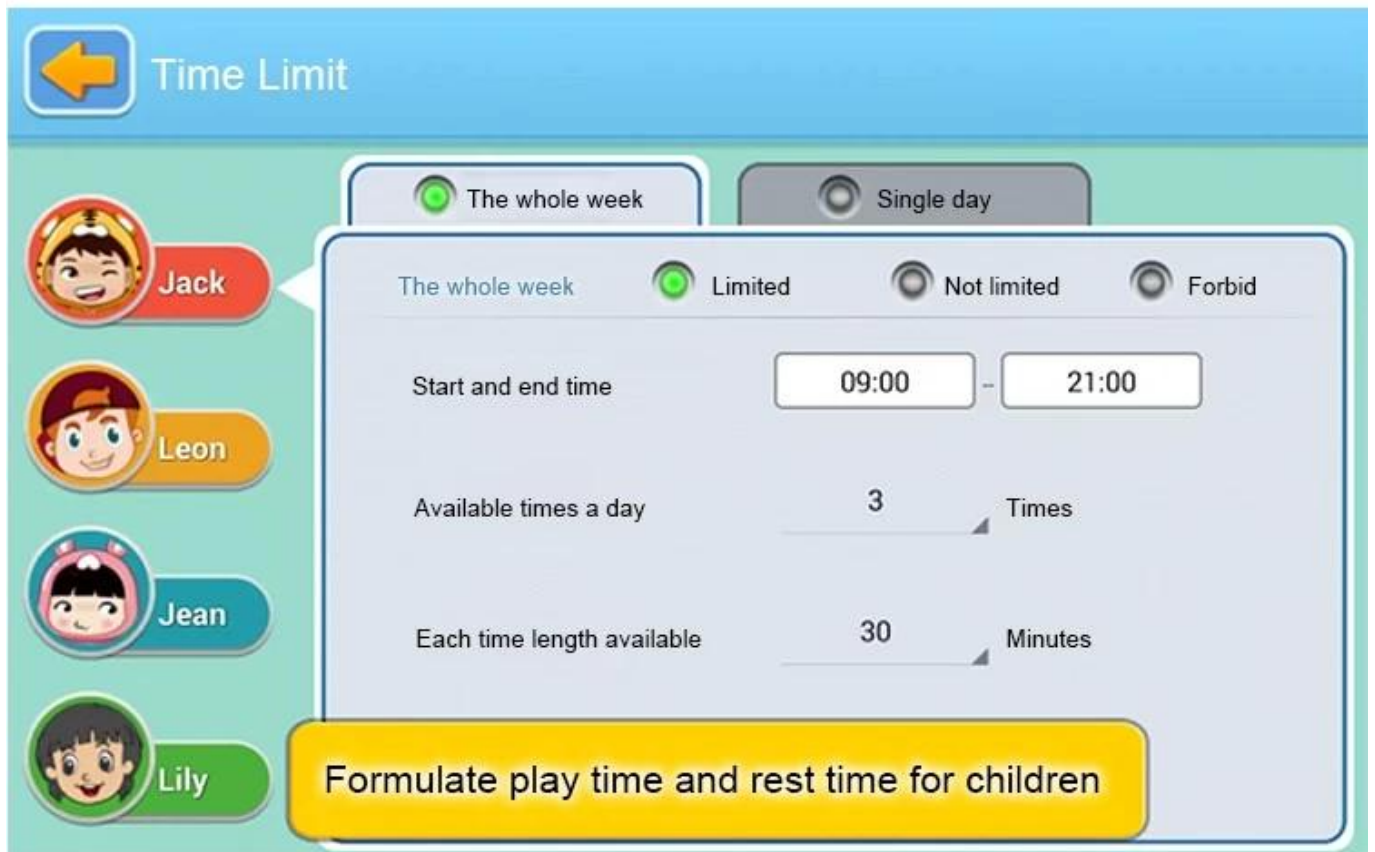 Time Limit
The whole week
Single day
Jack
The whole week Limited Not limited Forbid
Start and end time 09:00 - 21:00
Leon
Available times a day 3 Times
Jean
Each time length available 30 Minutes
Lily
Formulate play time and rest time for children